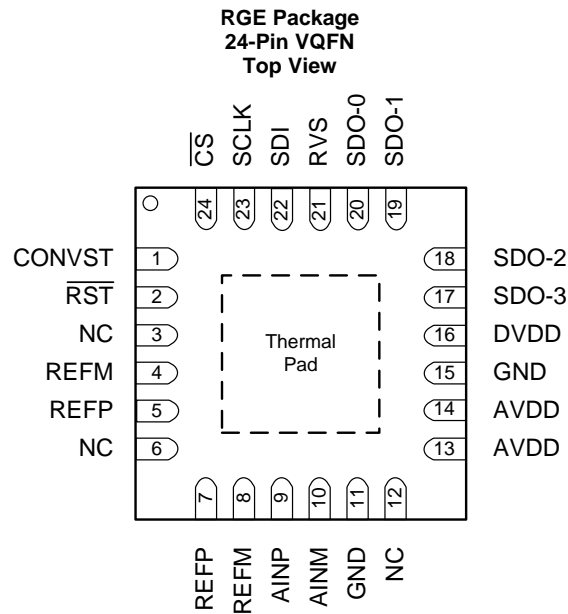 RGE Package
24-Pin VQFN
Top View
CS
SCLK
SDI
RVS
SDO-0
SDO-1
24
23
22
21
20
19
CONVST
1
RST
2
NC
3
REFM
4
REFP
5
NC
6
Thermal
Pad
18
SDO-2
17
SDO-3
16
DVDD
15
GND
14
AVDD
13
AVDD
7
8
9
10
11
12
REFP
REFM
AINP
AINM
GND
NC